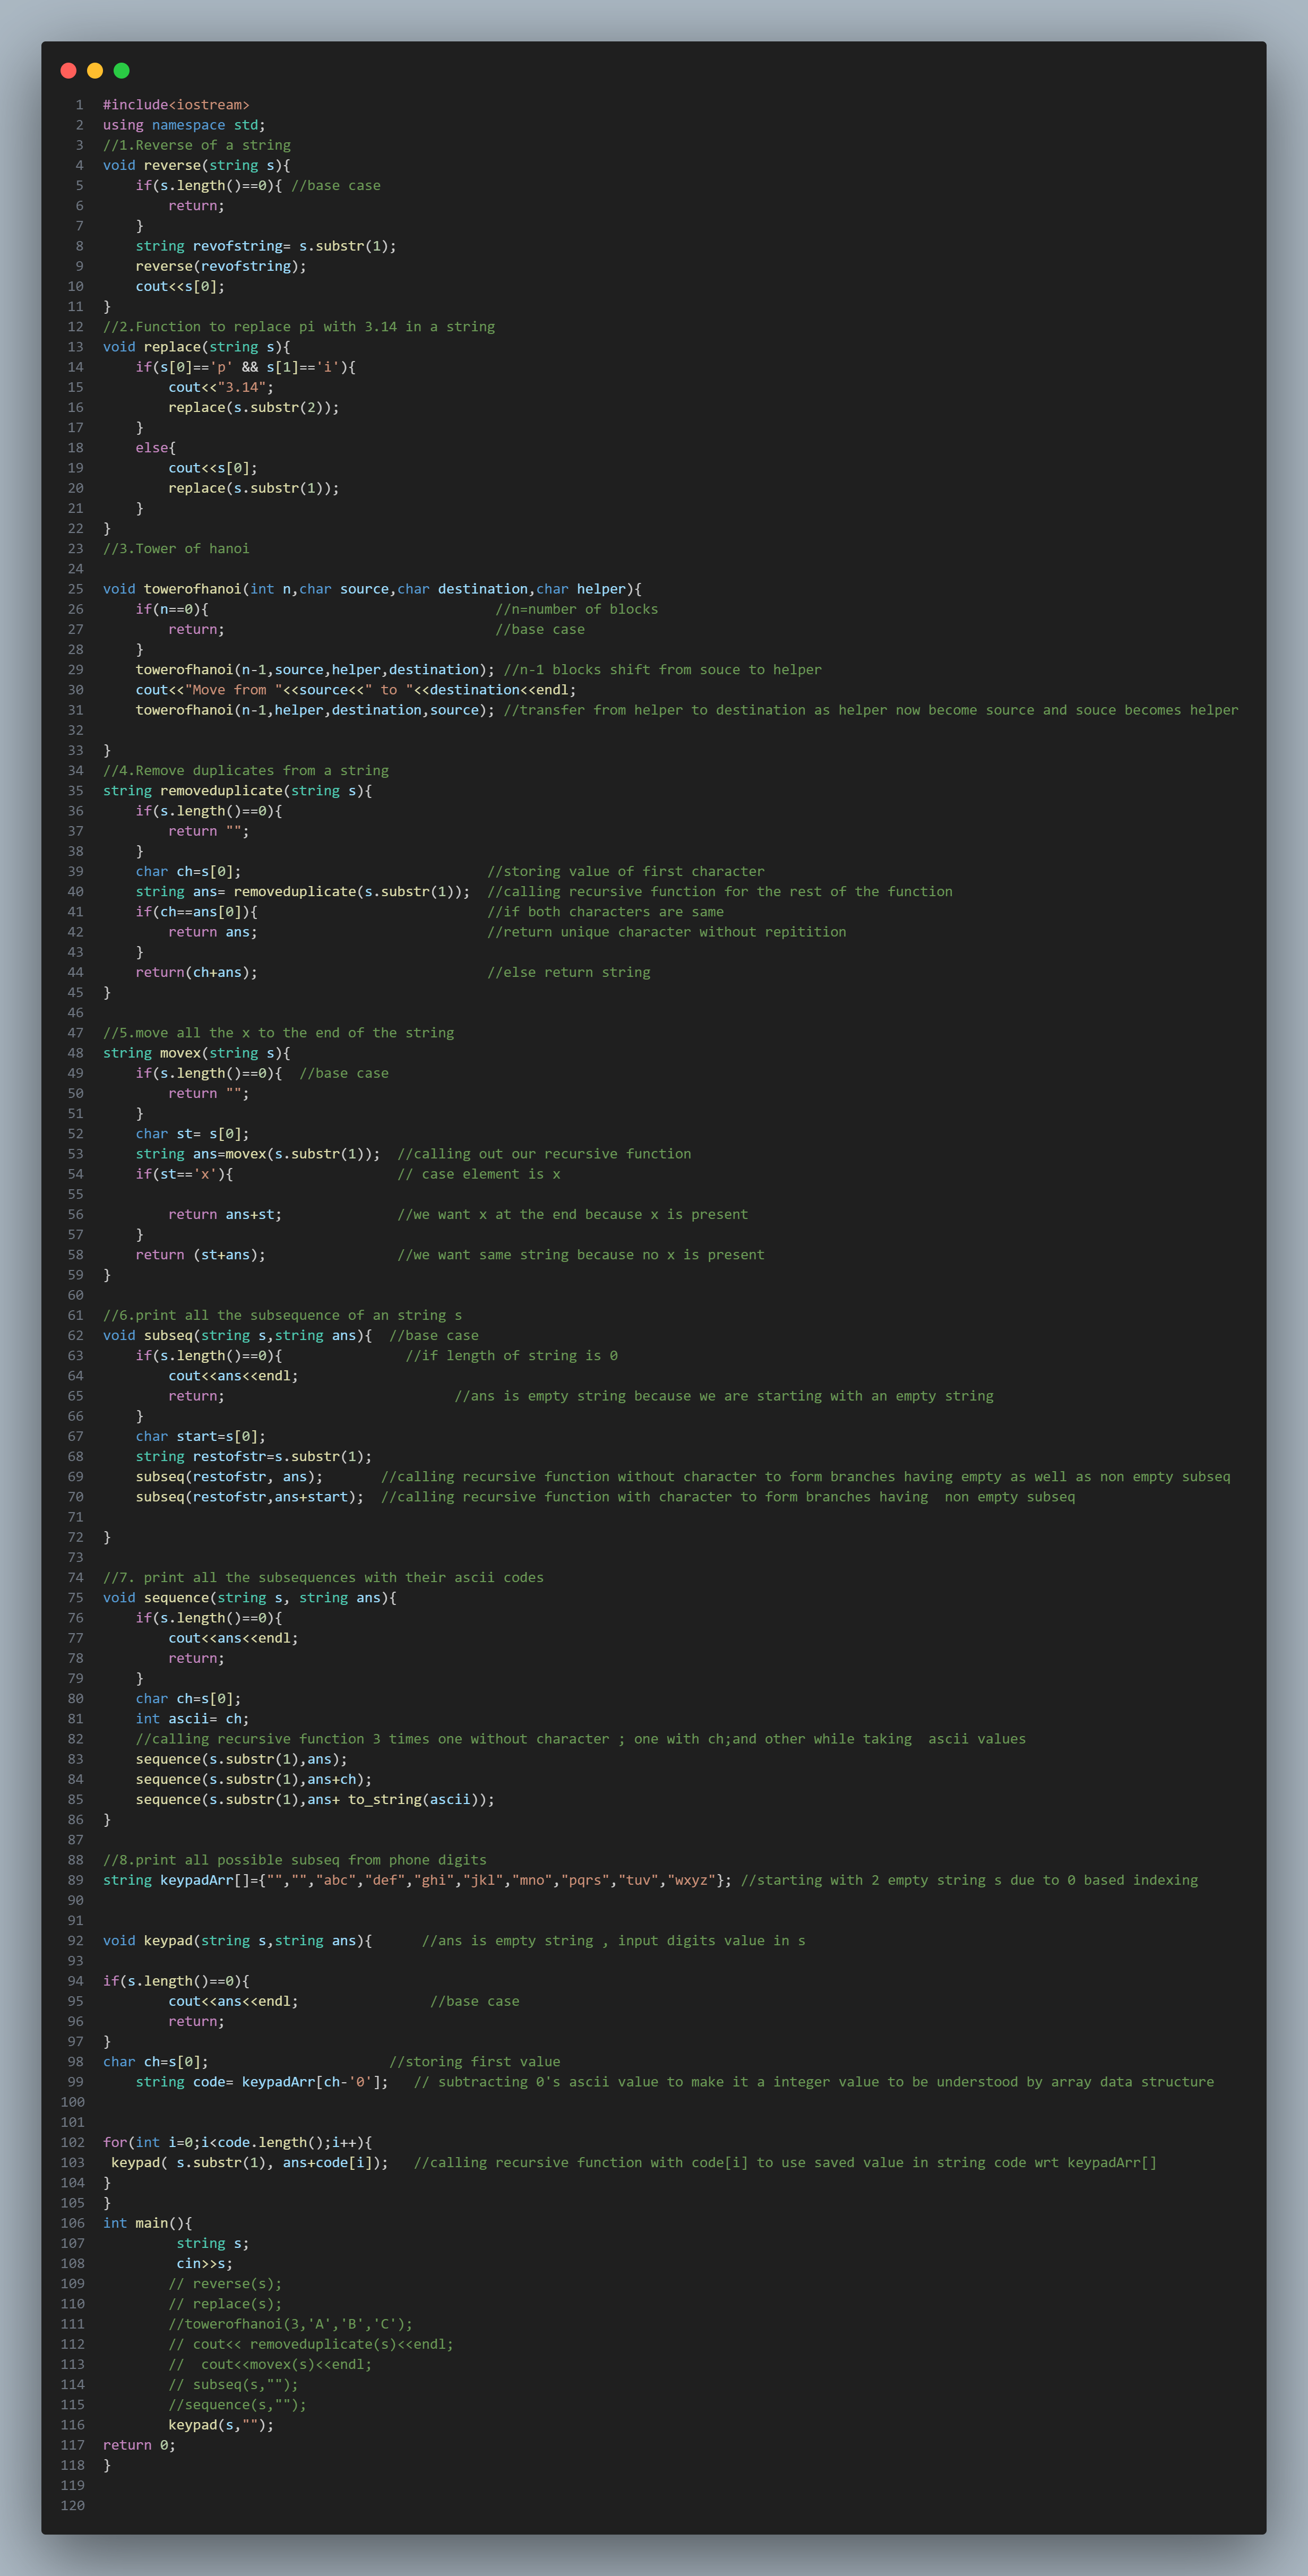 1 #include<iostream>
2 using namespace std;
3 //1.Reverse of a string
4 void reverse(string s){
5     if(s.length()==0){ //base case
6         return;
7     }
8     string revofstring= s.substr(1);
9     reverse(revofstring);
10     cout<<s[0];
11 }
12 //2.Function to replace pi with 3.14 in a string
13 void replace(string s){
14     if(s[0]=='p' && s[1]=='i'){
15         cout<<"3.14";
16         replace(s.substr(2));
17     }
18     else{
19         cout<<s[0];
20         replace(s.substr(1));
21     }
22 }
23 //3.Tower of hanoi
24
25 void towerofhanoi(int n,char source,char destination,char helper){
26     if(n==0){                                   //n=number of blocks
27         return;                                 //base case
28     }
29     towerofhanoi(n-1,source,helper,destination); //n-1 blocks shift from souce to helper
30     cout<<"Move from "<<source<<" to "<<destination<<endl;
31     towerofhanoi(n-1,helper,destination,source); //transfer from helper to destination as helper now become source and souce becomes helper
32
33 }
34 //4.Remove duplicates from a string
35 string removeduplicate(string s){
36     if(s.length()==0){
37         return "";
38     }
39     char ch=s[0];                              //storing value of first character
40     string ans= removeduplicate(s.substr(1));  //calling recursive function for the rest of the function
41     if(ch==ans[0]){                            //if both characters are same
42         return ans;                            //return unique character without repitition
43     }
44     return(ch+ans);                            //else return string
45 }
46
47 //5.move all the x to the end of the string
48 string movex(string s){
49     if(s.length()==0){  //base case
50         return "";
51     }
52     char st= s[0];
53     string ans=movex(s.substr(1));  //calling out our recursive function
54     if(st=='x'){                    // case element is x
55
56         return ans+st;              //we want x at the end because x is present
57     }
58     return (st+ans);                //we want same string because no x is present
59 }
60
61 //6.print all the subsequence of an string s
62 void subseq(string s,string ans){  //base case
63     if(s.length()==0){               //if length of string is 0
64         cout<<ans<<endl;
65         return;                            //ans is empty string because we are starting with an empty string
66     }
67     char start=s[0];
68     string restofstr=s.substr(1);
69     subseq(restofstr, ans);       //calling recursive function without character to form branches having empty as well as non empty subseq
70     subseq(restofstr,ans+start);  //calling recursive function with character to form branches having  non empty subseq
71
72 }
73
74 //7. print all the subsequences with their ascii codes
75 void sequence(string s, string ans){
76     if(s.length()==0){
77         cout<<ans<<endl;
78         return;
79     }
80     char ch=s[0];
81     int ascii= ch;
82     //calling recursive function 3 times one without character ; one with ch;and other while taking  ascii values
83     sequence(s.substr(1),ans);
84     sequence(s.substr(1),ans+ch);
85     sequence(s.substr(1),ans+ to_string(ascii));
86 }
87
88 //8.print all possible subseq from phone digits
89 string keypadArr[]={"","","abc","def","ghi","jkl","mno","pqrs","tuv","wxyz"}; //starting with 2 empty string s due to 0 based indexing
90
91
92 void keypad(string s,string ans){      //ans is empty string , input digits value in s
93
94 if(s.length()==0){
95         cout<<ans<<endl;                //base case
96         return;
97 }
98 char ch=s[0];                      //storing first value
99     string code= keypadArr[ch-'0'];   // subtracting 0's ascii value to make it a integer value to be understood by array data structure
100
101
102 for(int i=0;i<code.length();i++){
103  keypad( s.substr(1), ans+code[i]);   //calling recursive function with code[i] to use saved value in string code wrt keypadArr[]
104 }
105 }
106 int main(){
107          string s;
108          cin>>s;
109         // reverse(s);
110         // replace(s);
111         //towerofhanoi(3,'A','B','C');
112         // cout<< removeduplicate(s)<<endl;
113         //  cout<<movex(s)<<endl;
114         // subseq(s,"");
115         //sequence(s,"");
116         keypad(s,"");
117 return 0;
118 }
119
120